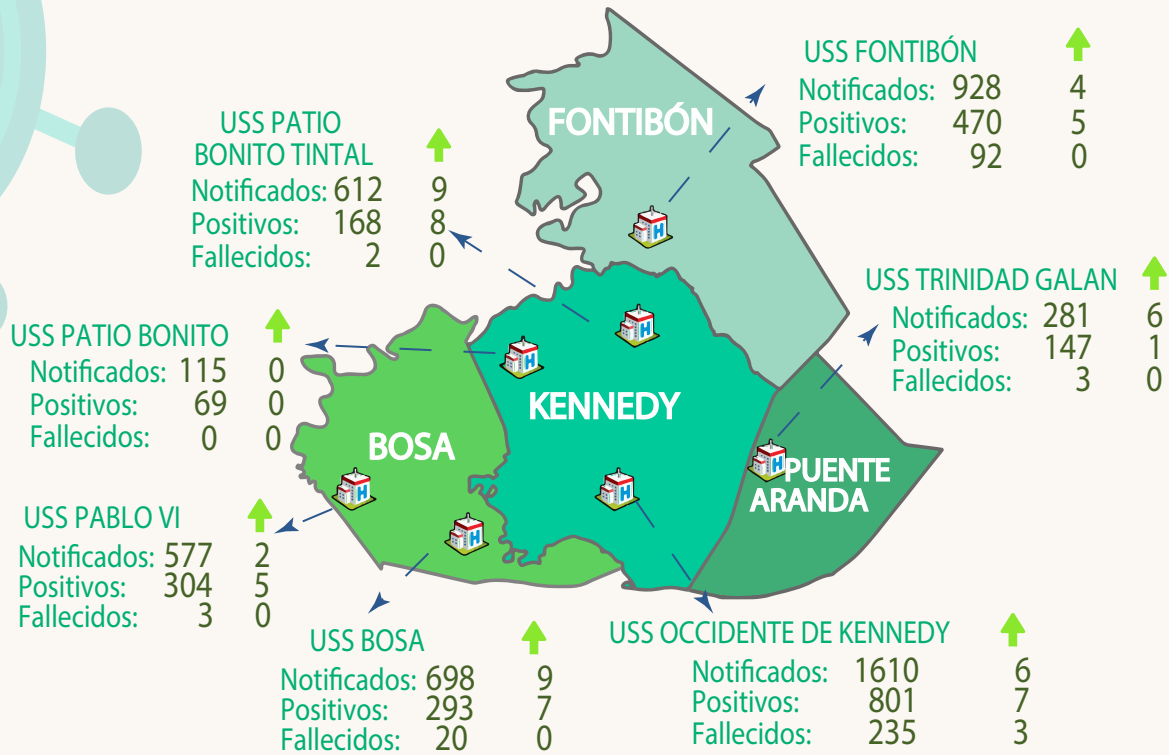 USS FONTIBÓN
Notificados: 928 4
Positivos: 470 5
Fallecidos: 92 0
FONTIBÓN
USS PATIO
BONITO TINTAL
Notificados: 612 9
Positivos: 168 8
Fallecidos: 2 0
USS TRINIDAD GALAN
Notificados: 281 6
Positivos: 147 1
Fallecidos: 3 0
USS PATIO BONITO
Notificados: 115 0
Positivos: 69 0
Fallecidos: 0 0
KENNEDY
BOSA
PUENTE
ARANDA
USS PABLO VI
Notificados: 577 2
Positivos: 304 5
Fallecidos: 3 0
USS BOSA
Notificados: 698 9
Positivos: 293 7
Fallecidos: 20 0
USS OCCIDENTE DE KENNEDY
Notificados: 1610 6
Positivos: 801 7
Fallecidos: 235 3
H
H
H
H
H
H
H